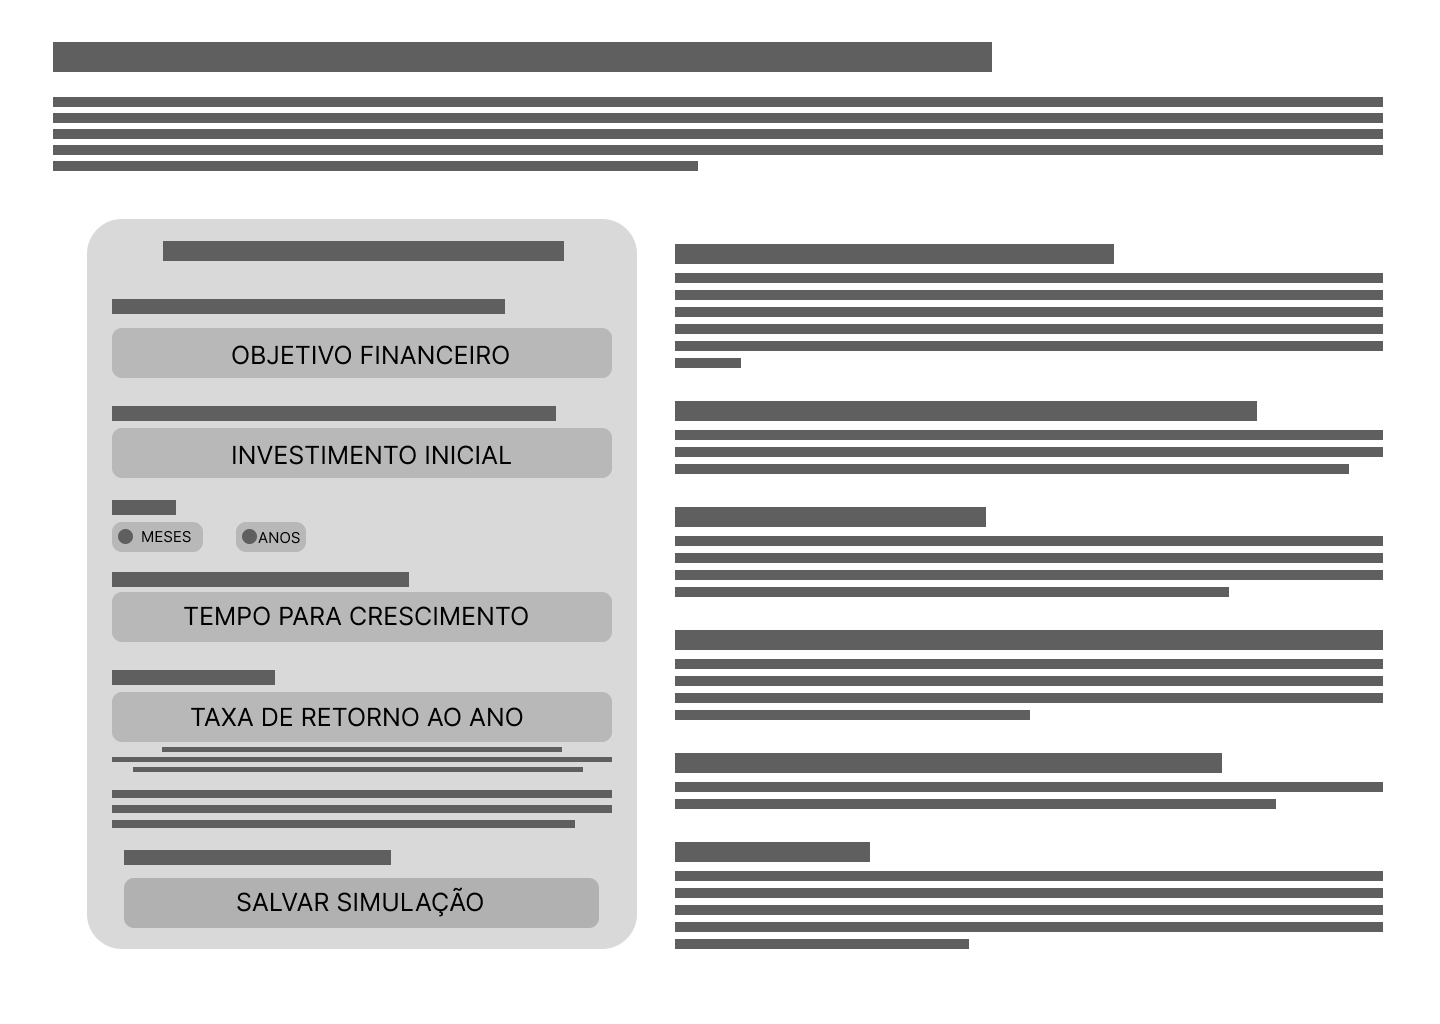 OBJETIVO FINANCEIRO
INVESTIMENTO INICIAL
MESES ANOS
TEMPO PARA CRESCIMENTO
TAXA DE RETORNO AO ANO
SALVAR SIMULAÇÃO